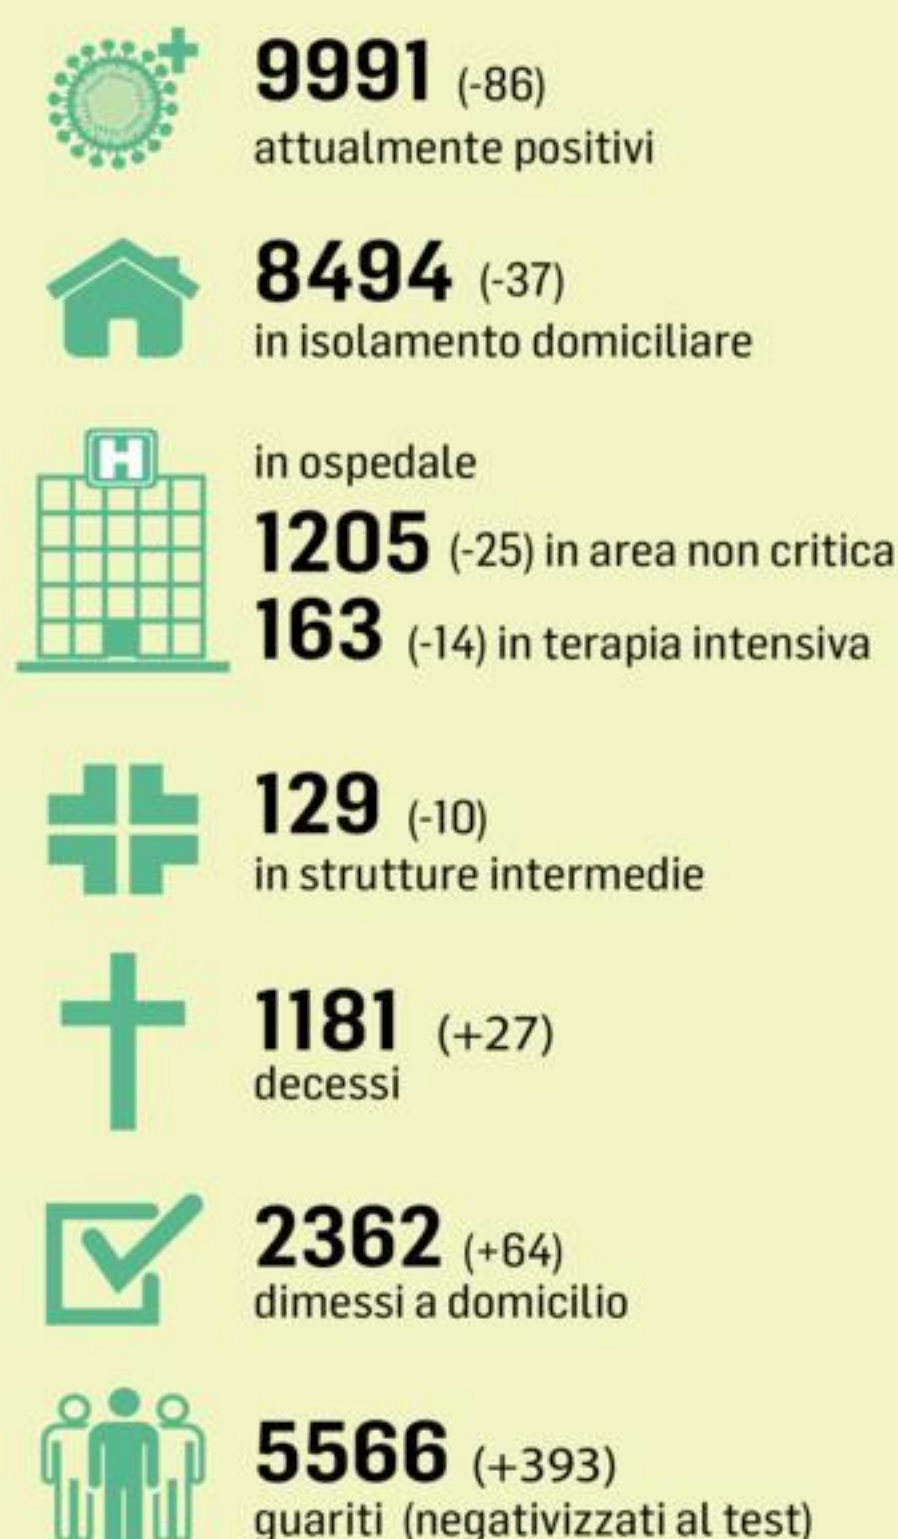 9991 (-86)
attualmente positivi
8494 (-37)
in isolamento domiciliare
H
in ospedale
1205 (-25) in area non critica
163 (-14) in terapia intensiva
129 (-10)
in strutture intermedie
1181 (+27)
decessi
2362 (+64)
dimessi a domicilio
5566 (+393)
guariti (negativizzati al test)